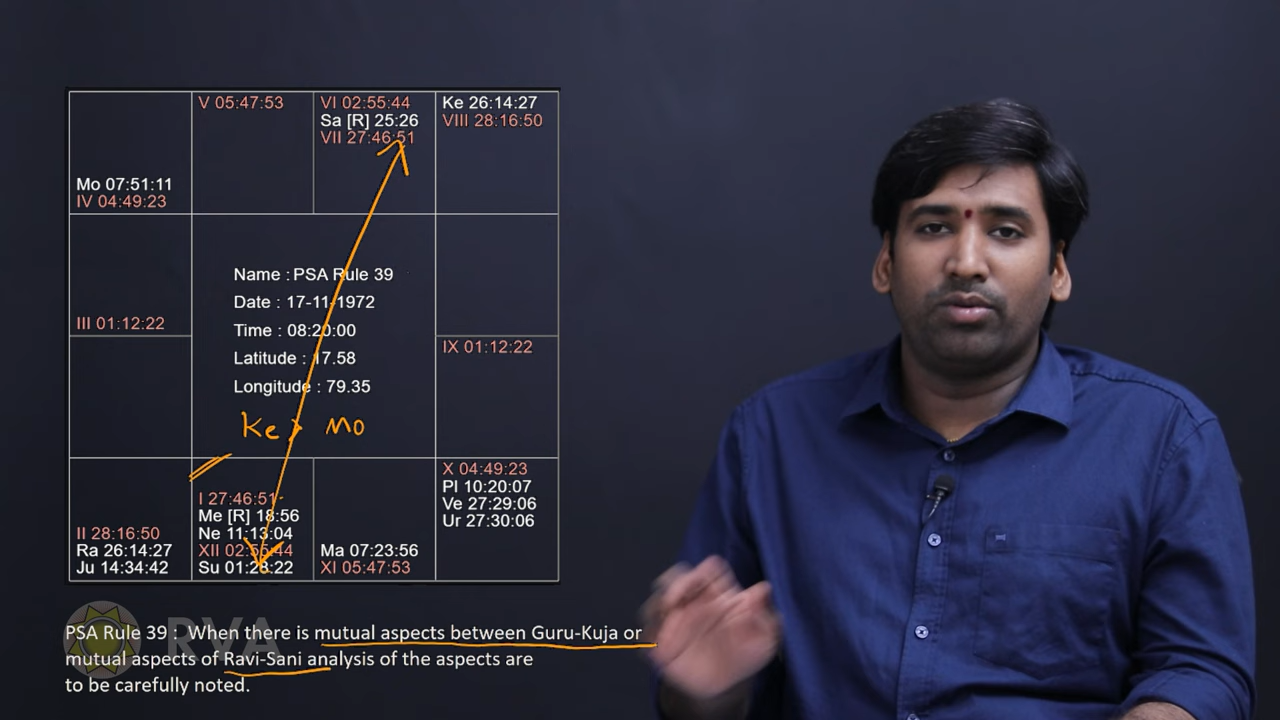 V 05:47:53
VI 02:55:44
Sa [R] 25:26
VII 27:46:51
Ke 26:14:27
VIII 28:16:50
Mo 07:51:11
IV 04:49:23
III 01:12:22
Name : PSA Rule 39
Date : 17-11-1972
Time : 08:20:00
Latitude : 17.58
Longitude : 79.35
IX 01:12:22
Ke > Mo
II 28:16:50
Ra 26:14:27
Ju 14:34:42
I 27:46:51
Me [R] 18:56
Ne 11:13:04
XII 02:55:44
Su 01:28:22
Ma 07:23:56
XI 05:47:53
X 04:49:23
Pl 10:20:07
Ve 27:29:06
Ur 27:30:06
RVA
PSA Rule 39 : When there is mutual aspects between Guru-Kuja or
mutual aspects of Ravi-Sani analysis of the aspects are
to be carefully noted.